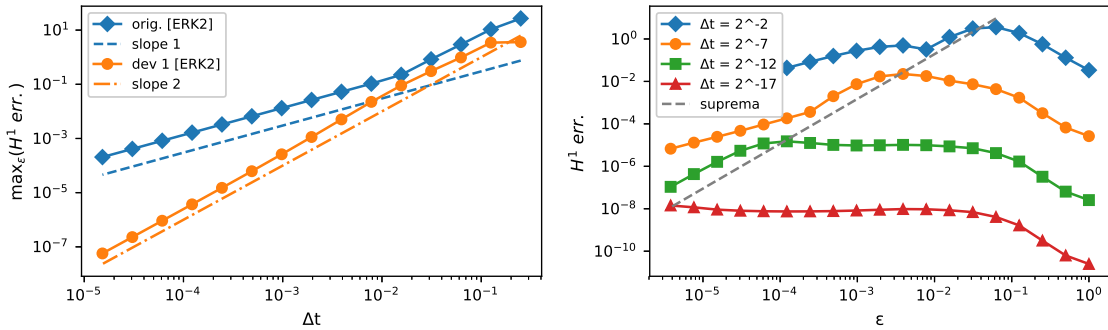 orig. [ERK2]
slope 1
dev 1 [ERK2]
slope 2
max_ε(H¹ err.)
10¹
10⁻¹
10⁻³
10⁻⁵
10⁻⁷
10⁻⁵
10⁻⁴
10⁻³
10⁻²
10⁻¹
Δt
Δt = 2^-2
Δt = 2^-7
Δt = 2^-12
Δt = 2^-17
suprema
H¹ err.
10⁰
10⁻²
10⁻⁴
10⁻⁶
10⁻⁸
10⁻¹⁰
10⁻⁵
10⁻⁴
10⁻³
10⁻²
10⁻¹
10⁰
ε